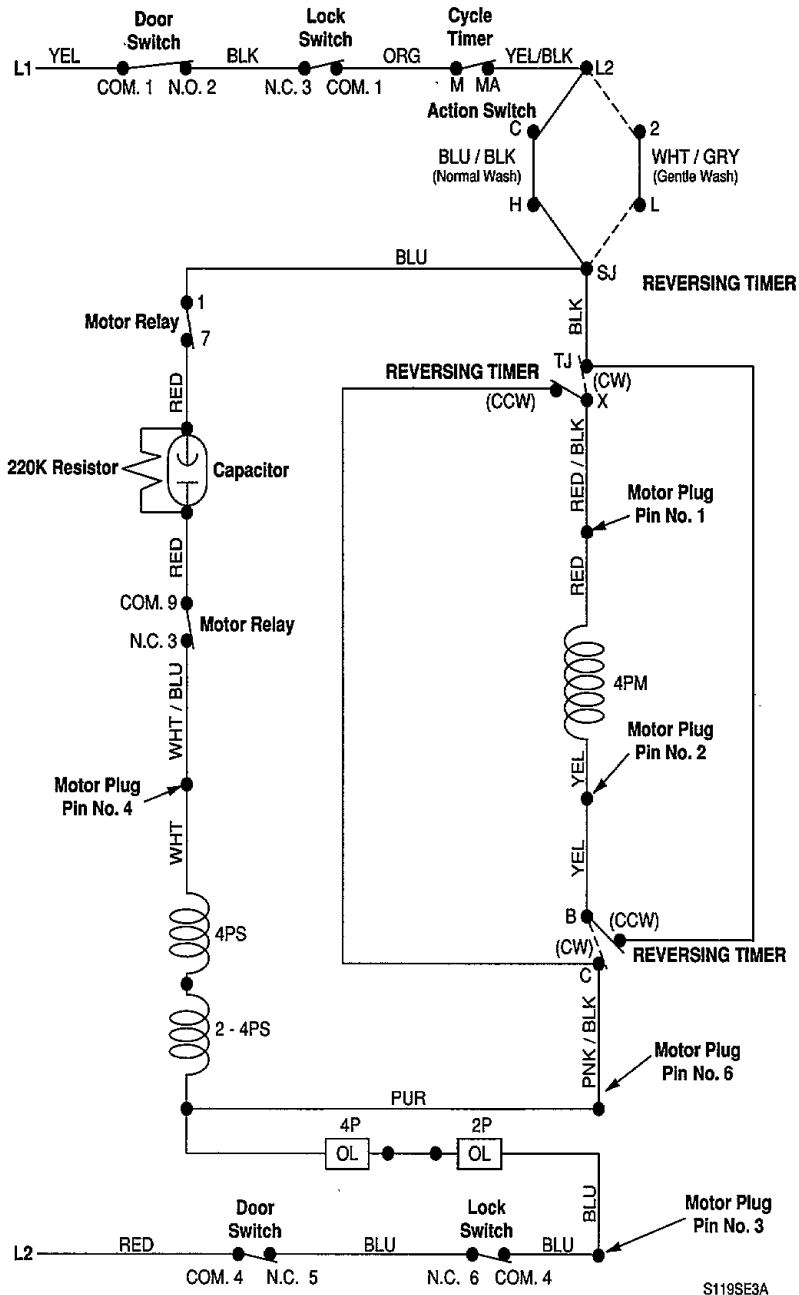 Door Switch
Lock Switch
Cycle Timer
L1
YEL
BLK
ORG
YEL/BLK
L2
COM. 1
N.O. 2
N.C. 3
COM. 1
M
MA
Action Switch
C
2
BLU / BLK
(Normal Wash)
WHT / GRY
(Gentle Wash)
H
L
BLU
SJ
REVERSING TIMER
1
Motor Relay
7
BLK
TJ
(CW)
REVERSING TIMER
(CCW)
X
RED
RED / BLK
220K Resistor
Capacitor
Motor Plug
Pin No. 1
RED
RED
COM. 9
Motor Relay
N.C. 3
4PM
WHT / BLU
Motor Plug
Pin No. 2
YEL
Motor Plug
Pin No. 4
WHT
YEL
B
(CCW)
4PS
(CW)
REVERSING TIMER
C
2 - 4PS
PNK / BLK
Motor Plug
Pin No. 6
PUR
4P
2P
OL
OL
BLU
Door Switch
Lock Switch
Motor Plug
Pin No. 3
L2
RED
BLU
BLU
COM. 4
N.C. 5
N.C. 6
COM. 4
S119SE3A